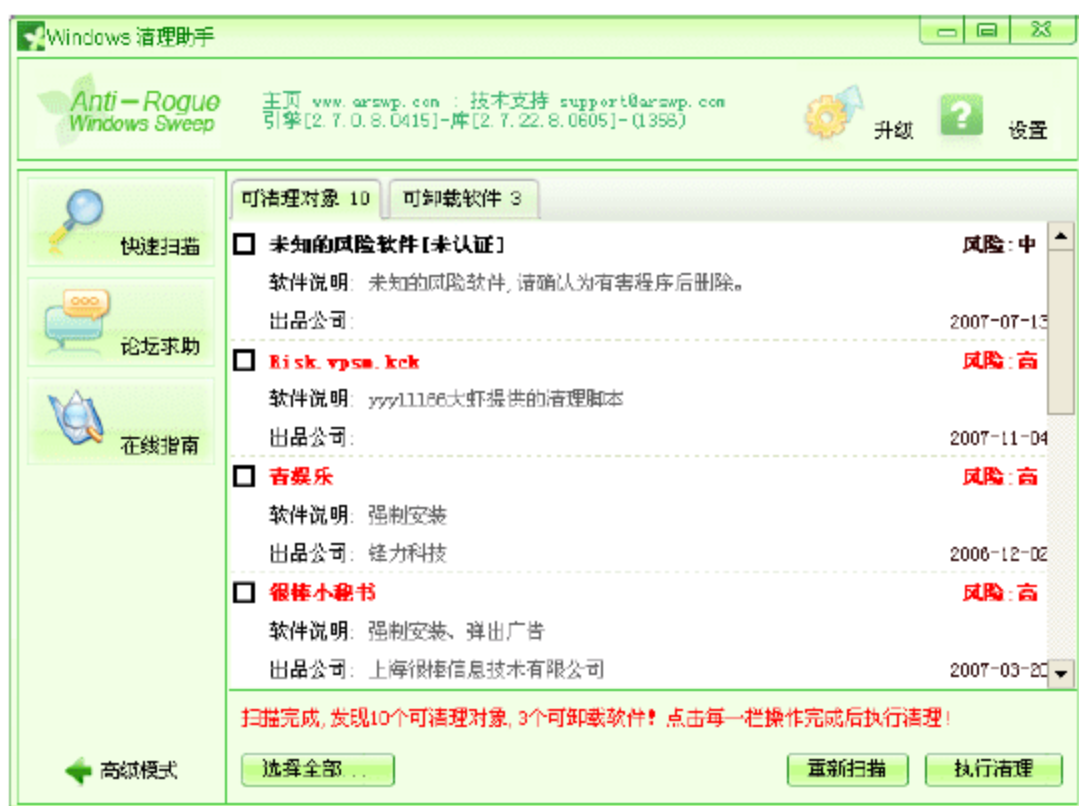 Windows 清理助手
Anti-Rogue
Windows Sweep
主页 www.arswp.com : 技术支持 support@arswp.com
引擎[2.7.0.8.0415]-库[2.7.22.8.0605]-(1356)
升级
设置
快速扫描
论坛求助
在线指南
高级模式
可清理对象 10
可卸载软件 3
未知的风险软件[未认证] 风险:中
软件说明: 未知的风险软件,请确认为有害程序后删除。
出品公司: 2007-07-13
Risk.vpsm.kck 风险:高
软件说明: yyy11166大虾提供的清理脚本
出品公司: 2007-11-04
音娱乐 风险:高
软件说明: 强制安装
出品公司: 锋力科技 2006-12-02
很棒小秘书 风险:高
软件说明: 强制安装、弹出广告
出品公司: 上海很棒信息技术有限公司 2007-03-20
扫描完成,发现10个可清理对象,3个可卸载软件! 点击每一栏操作完成后执行清理!
选择全部...
重新扫描
执行清理